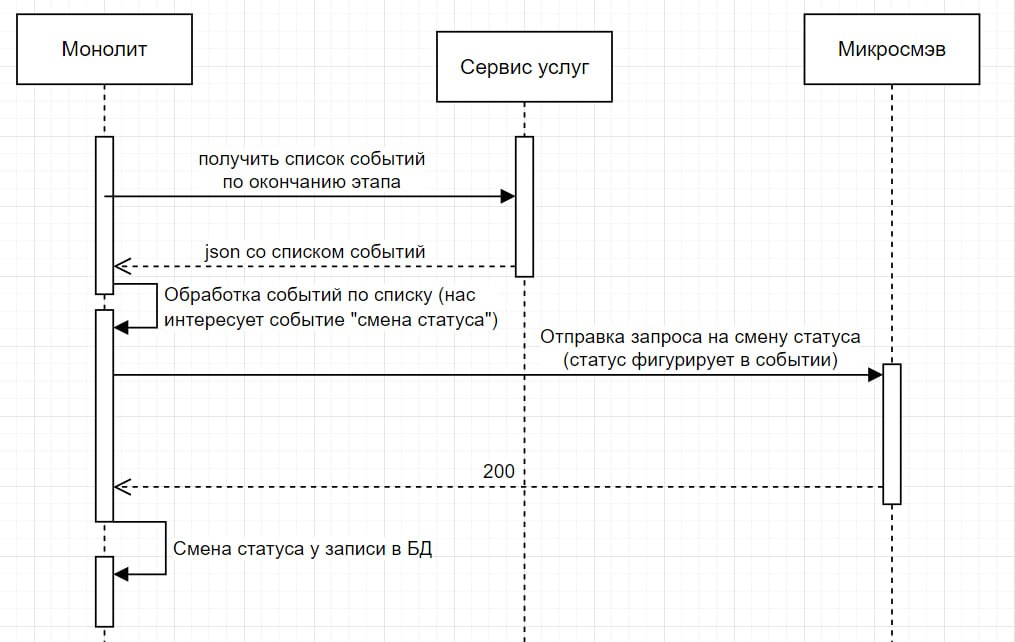 Монолит
Сервис услуг
Микросмэв
получить список событий
по окончанию этапа
json со списком событий
Обработка событий по списку (нас
интересует событие "смена статуса")
Отправка запроса на смену статуса
(статус фигурирует в событии)
200
Смена статуса у записи в БД